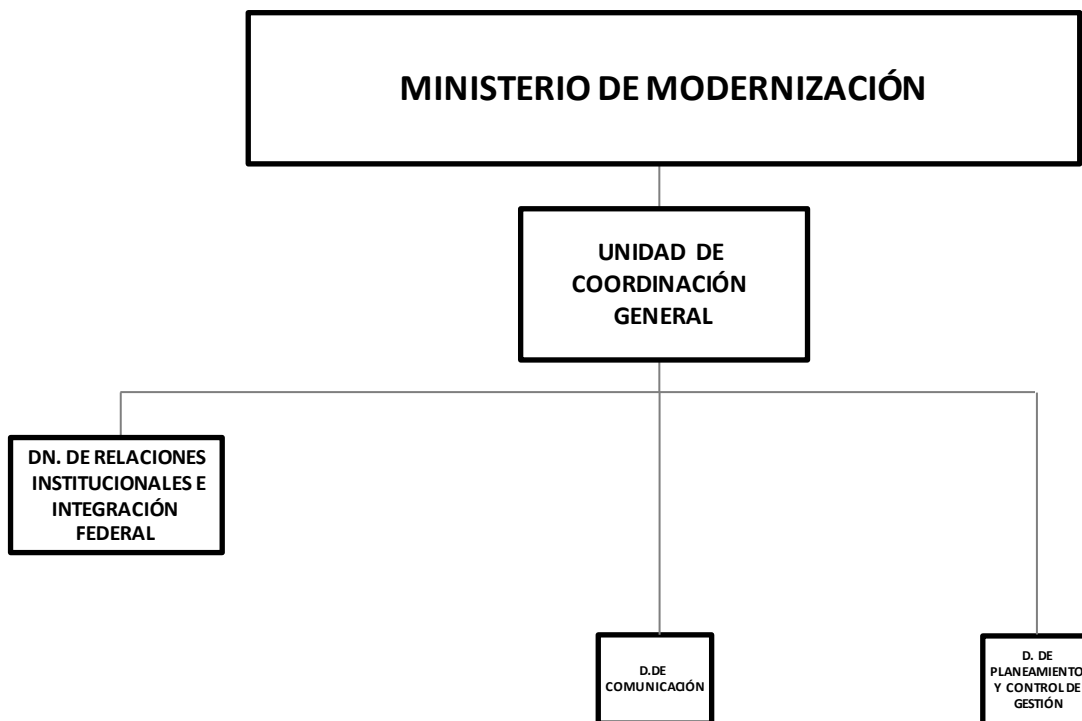 MINISTERIO DE MODERNIZACIÓN
UNIDAD DE
COORDINACIÓN
GENERAL
DN. DE RELACIONES
INSTITUCIONALES E
INTEGRACIÓN
FEDERAL
D.DE
COMUNICACIÓN
D. DE
PLANEAMIENTO
Y CONTROL DE
GESTIÓN